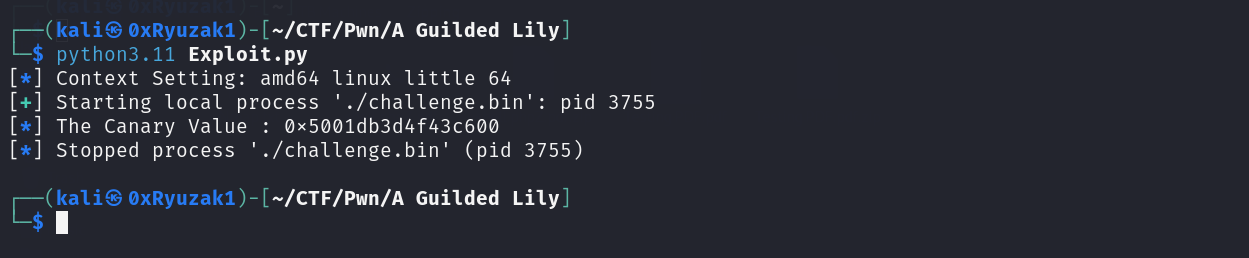 ┌──(kali㉿0xRyuzak1)-[~/CTF/Pwn/A Guilded Lily]
└─$ python3.11 Exploit.py
[*] Context Setting: amd64 linux little 64
[+] Starting local process './challenge.bin': pid 3755
[*] The Canary Value : 0×5001db3d4f43c600
[*] Stopped process './challenge.bin' (pid 3755)
┌──(kali㉿0xRyuzak1)-[~/CTF/Pwn/A Guilded Lily]
└─$